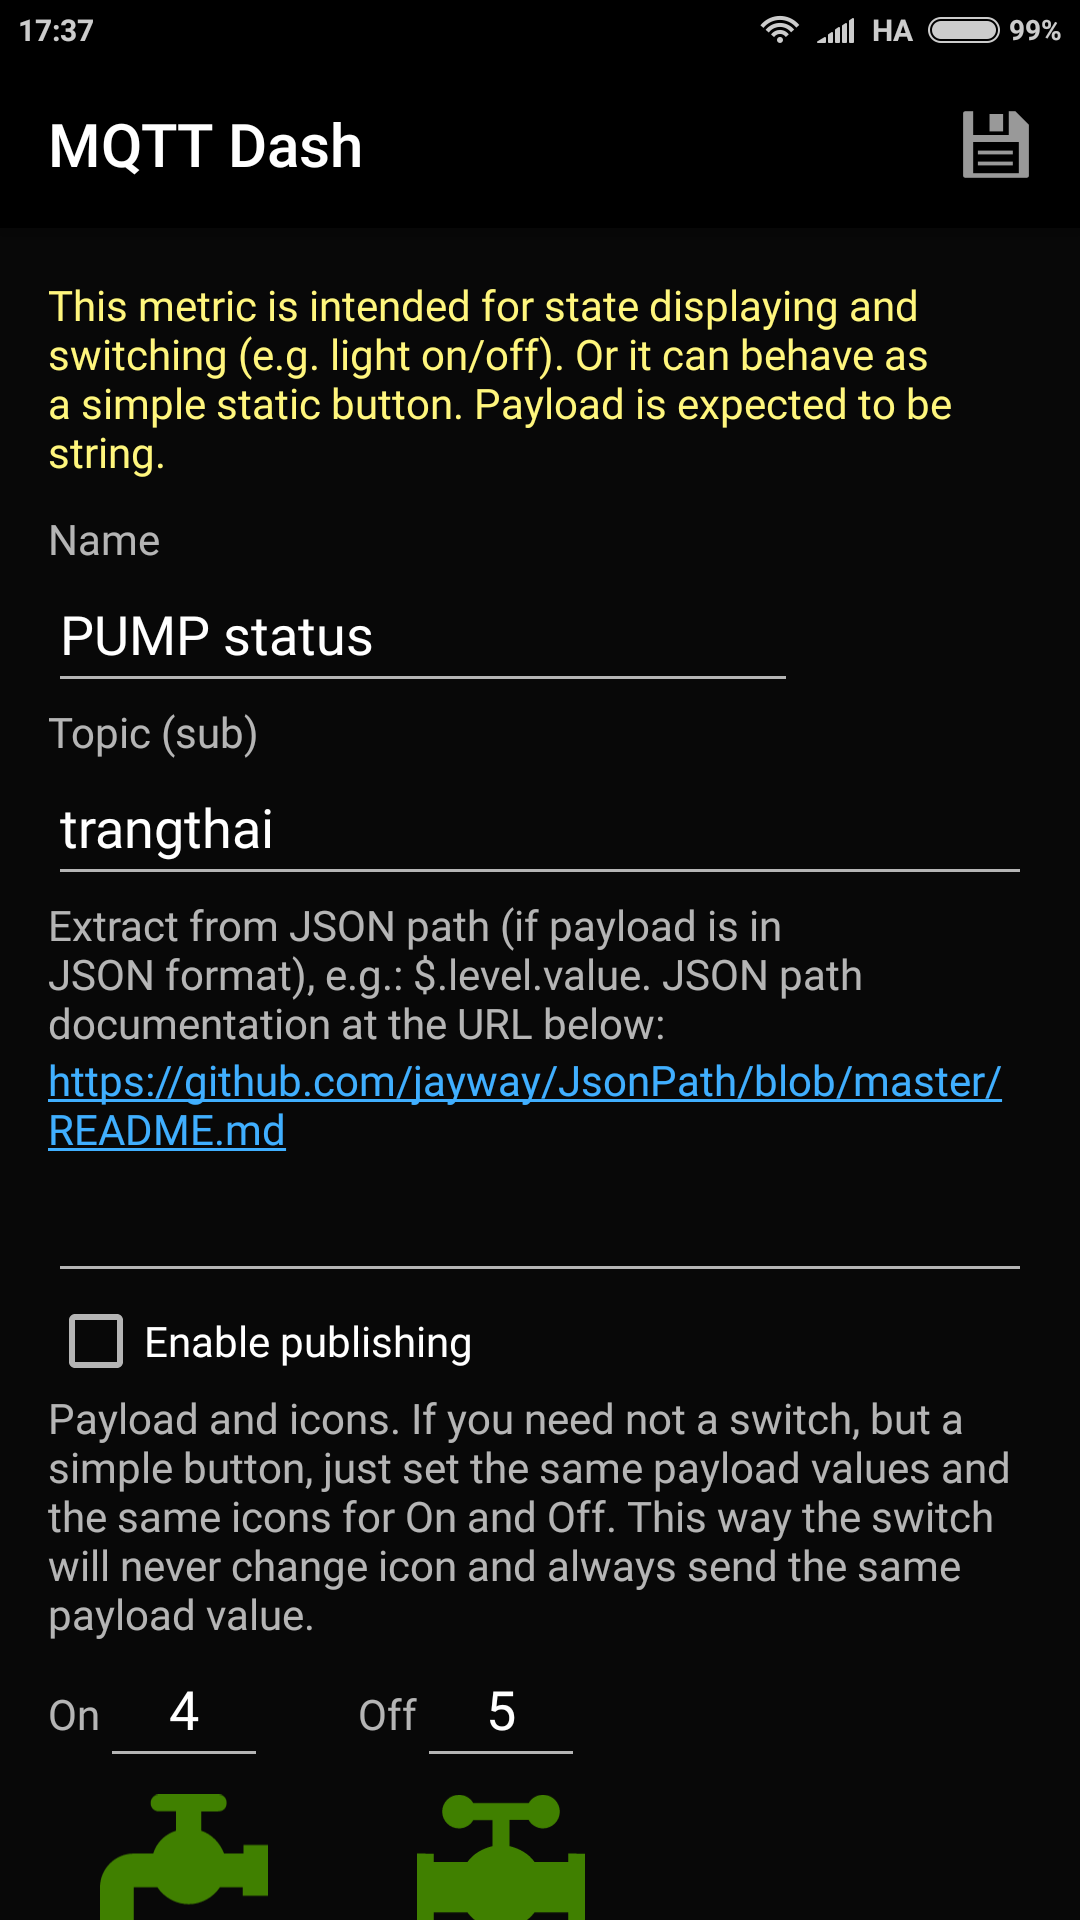 17:37 HA 99%
MQTT Dash
This metric is intended for state displaying and
switching (e.g. light on/off). Or it can behave as
a simple static button. Payload is expected to be
string.
Name
PUMP status
Topic (sub)
trangthai
Extract from JSON path (if payload is in
JSON format), e.g.: $.level.value. JSON path
documentation at the URL below:
https://github.com/jayway/JsonPath/blob/master/
README.md
Enable publishing
Payload and icons. If you need not a switch, but a
simple button, just set the same payload values and
the same icons for On and Off. This way the switch
will never change icon and always send the same
payload value.
On 4 Off 5